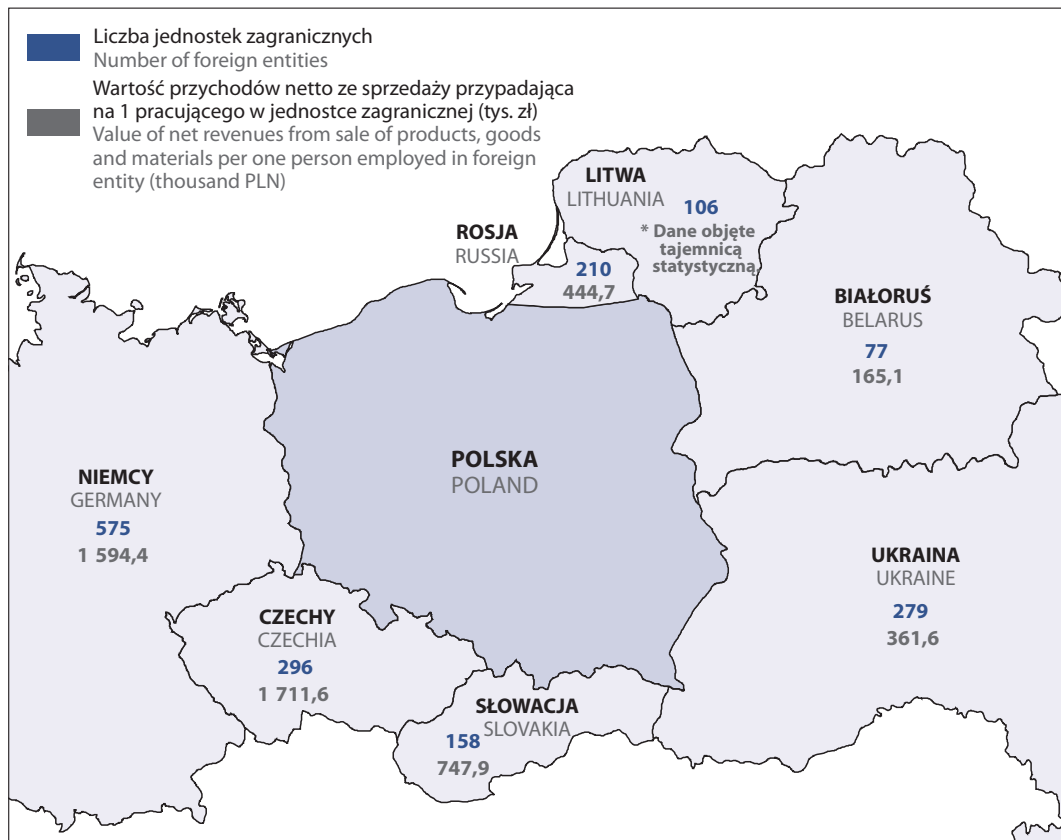 Liczba jednostek zagranicznych
Number of foreign entities
Wartość przychodów netto ze sprzedaży przypadająca
na 1 pracującego w jednostce zagranicznej (tys. zł)
Value of net revenues from sale of products, goods
and materials per one person employed in foreign
entity (thousand PLN)
LITWA
LITHUANIA
106
* Dane objęte
tajemnicą
statystyczną
ROSJA
RUSSIA
210
444,7
BIAŁORUŚ
BELARUS
77
165,1
POLSKA
POLAND
NIEMCY
GERMANY
575
1 594,4
UKRAINA
UKRAINE
279
361,6
CZECHY
CZECHIA
296
1 711,6
SŁOWACJA
SLOVAKIA
158
747,9